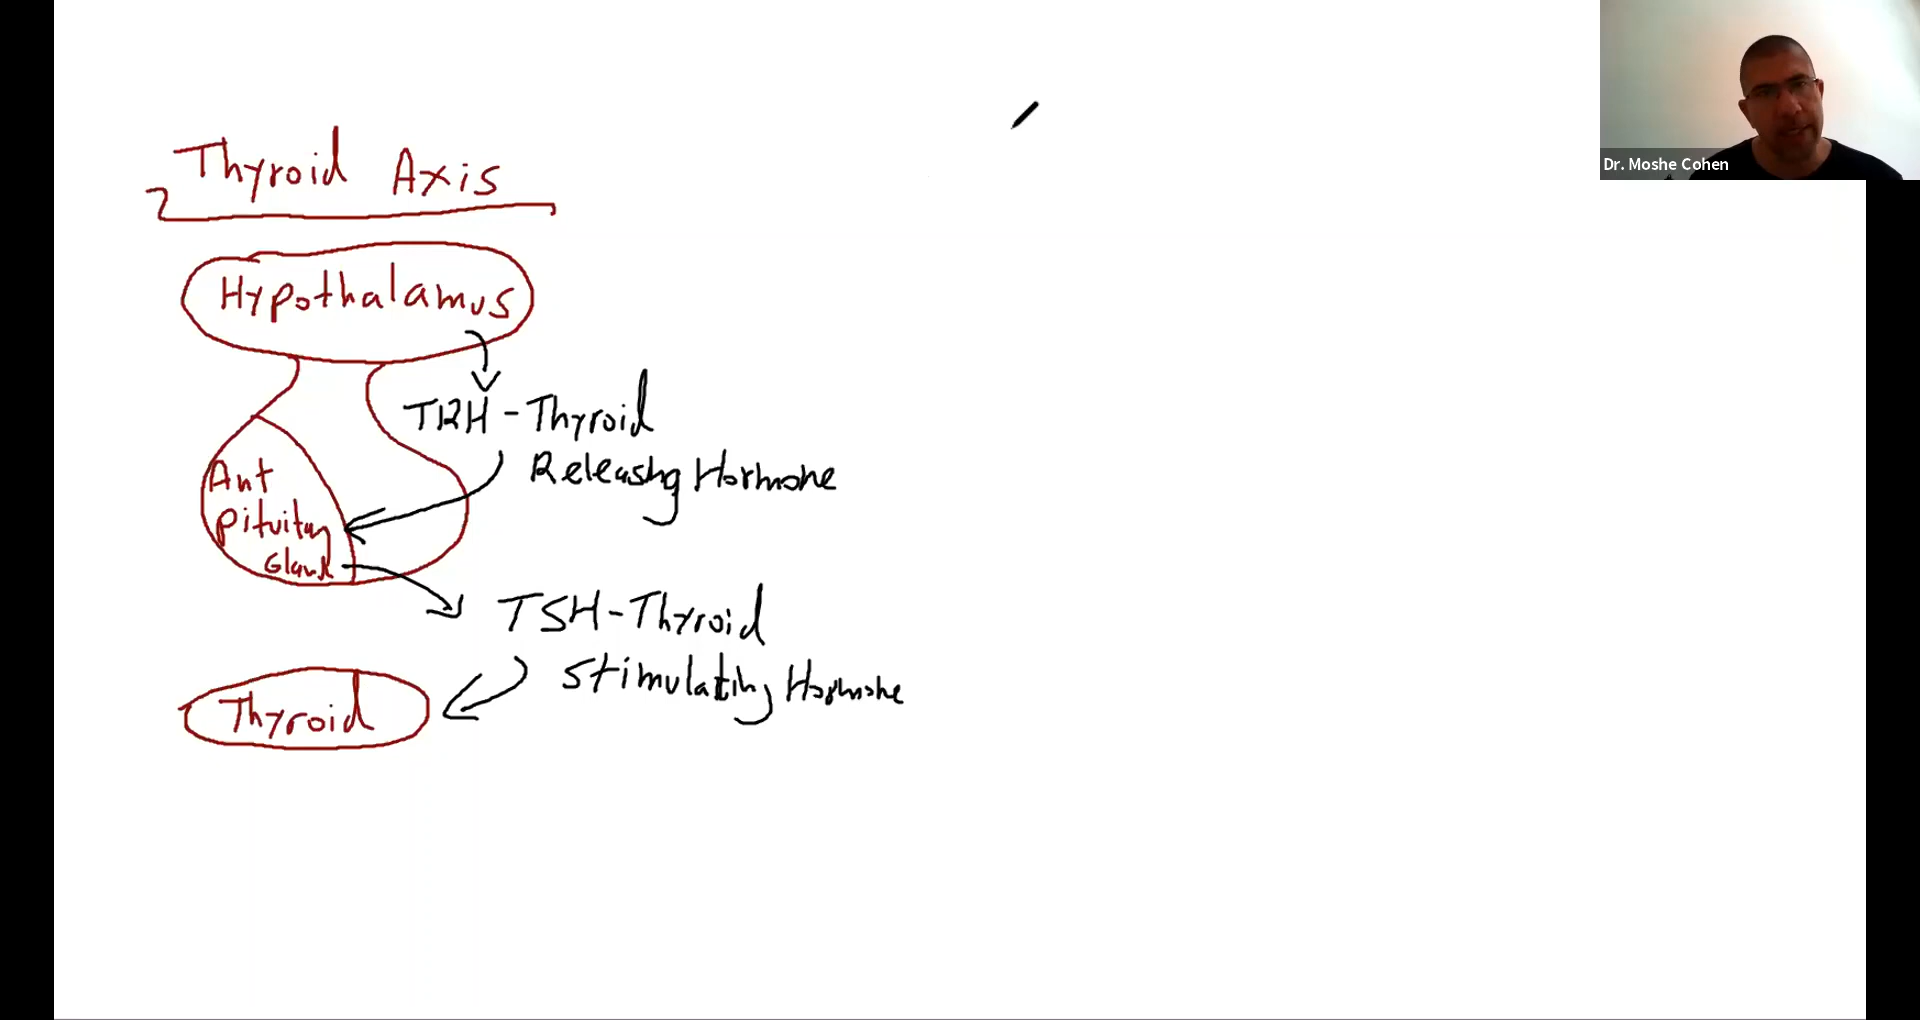 Dr. Moshe Cohen
Thyroid Axis
Hypothalamus
TRH - Thyroid
Releasing Hormone
Ant
Pituitary
Gland
TSH - Thyroid
Stimulating Hormone
Thyroid